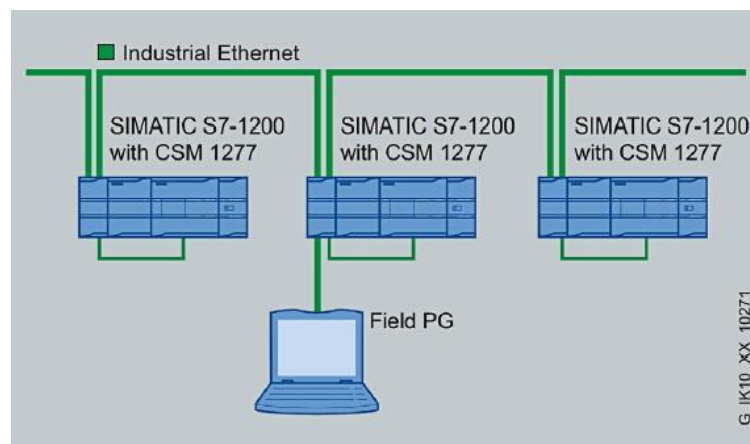 Industrial Ethernet
SIMATIC S7-1200
with CSM 1277
SIMATIC S7-1200
with CSM 1277
SIMATIC S7-1200
with CSM 1277
Field PG
G_IK10_XX_10271